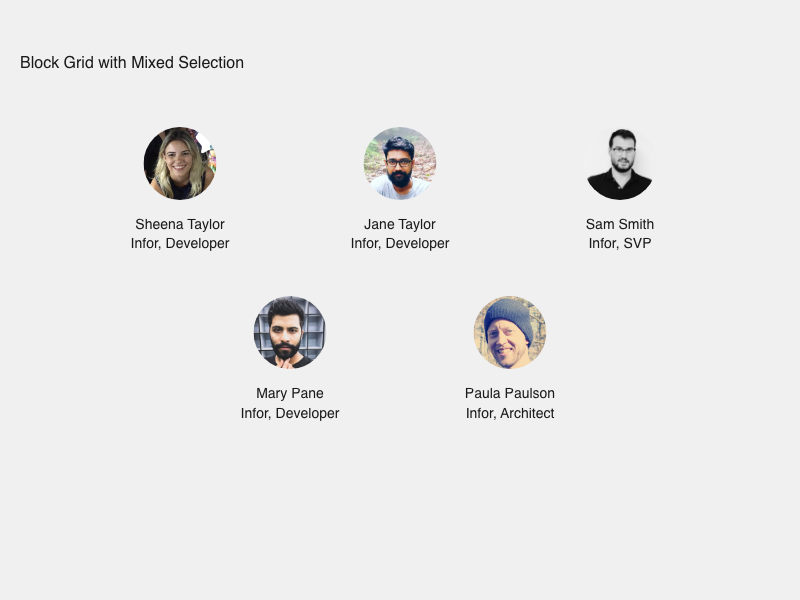 Block Grid with Mixed Selection
Sheena Taylor
Infor, Developer
Jane Taylor
Infor, Developer
Sam Smith
Infor, SVP
Mary Pane
Infor, Developer
Paula Paulson
Infor, Architect